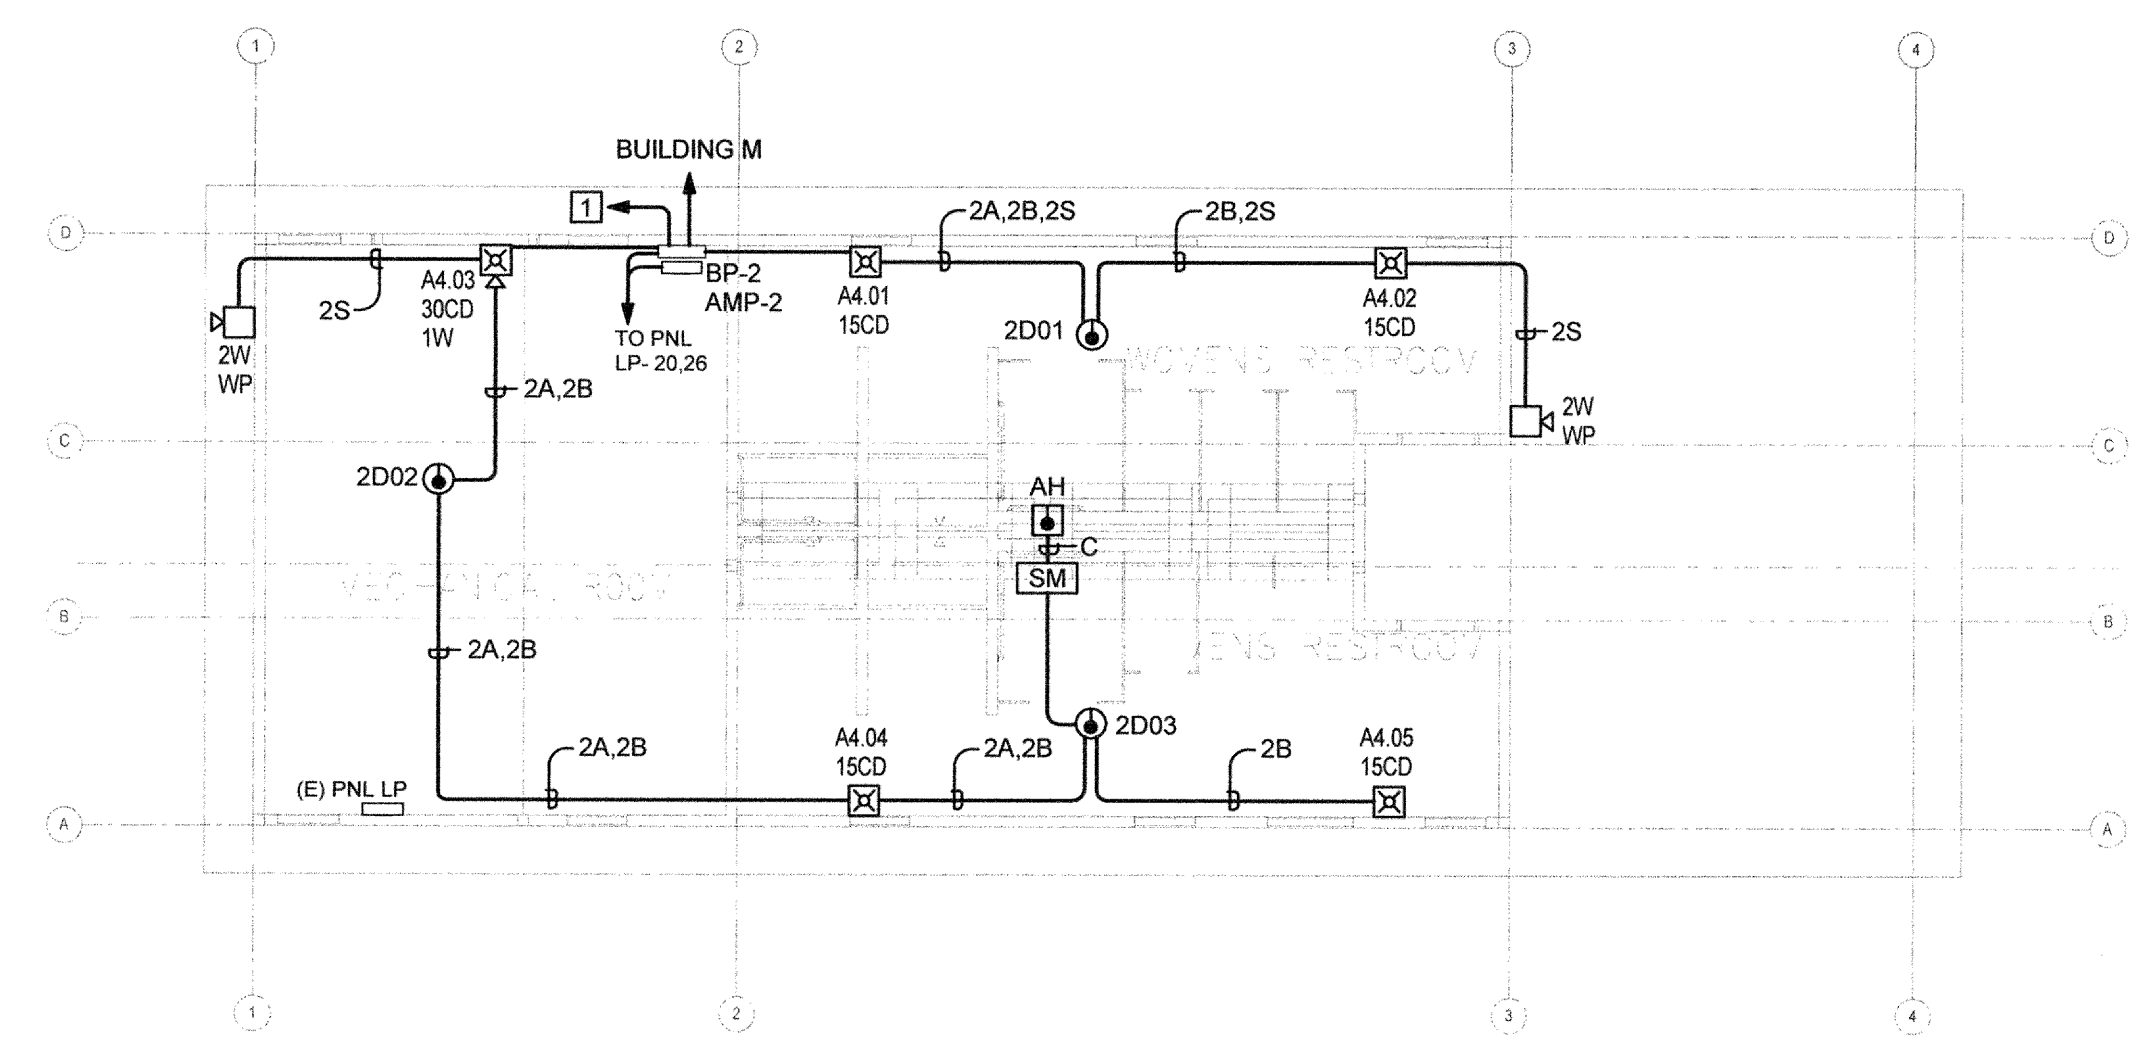 1
2
3
4
BUILDING M
1
D
2A,2B,2S
2B,2S
D
A4.03
30CD
1W
2S
BP-2
AMP-2
A4.01
15CD
2D01
A4.02
15CD
2S
2W
WP
TO PNL
LP- 20,26
2A,2B
2W
WP
C
C
2D02
AH
C
SM
B
2A,2B
B
2A,2B
A4.04
15CD
2A,2B
2D03
2B
A4.05
15CD
(E) PNL LP
A
A
1
2
3
4